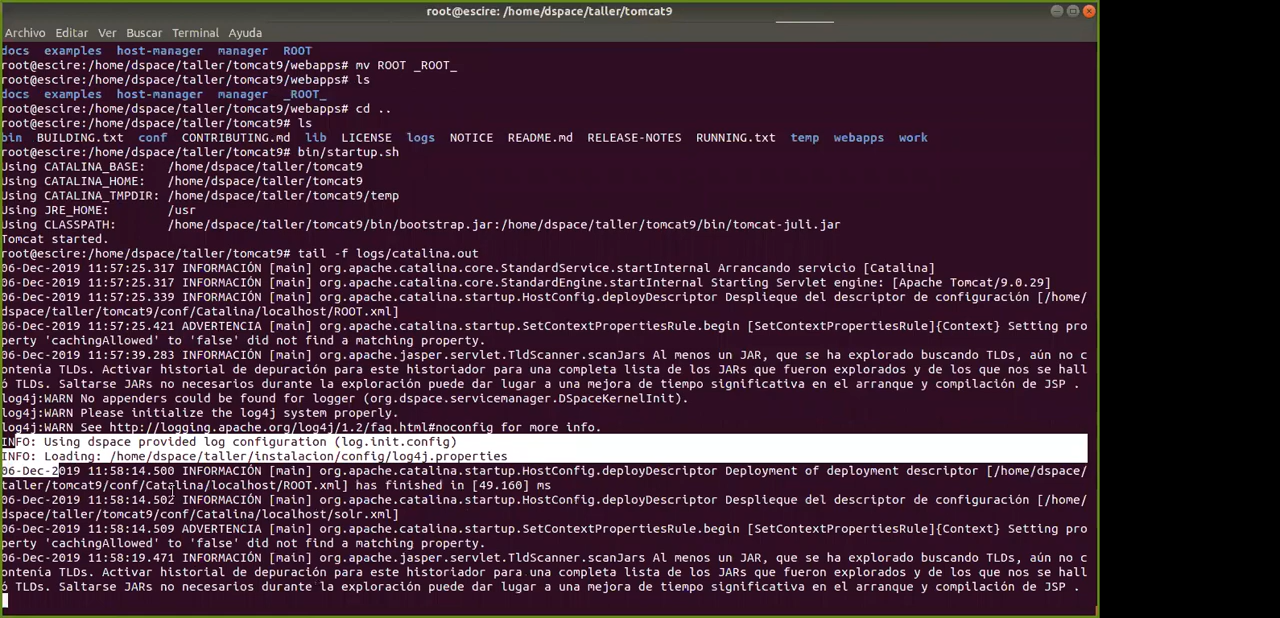 root@escire: /home/dspace/taller/tomcat9
Archivo Editar Ver Buscar Terminal Ayuda
docs examples host-manager manager ROOT
root@escire:/home/dspace/taller/tomcat9/webapps# mv ROOT _ROOT_
root@escire:/home/dspace/taller/tomcat9/webapps# ls
docs examples host-manager manager _ROOT_
root@escire:/home/dspace/taller/tomcat9/webapps# cd ..
root@escire:/home/dspace/taller/tomcat9# ls
bin BUILDING.txt conf CONTRIBUTING.md lib LICENSE logs NOTICE README.md RELEASE-NOTES RUNNING.txt temp webapps work
root@escire:/home/dspace/taller/tomcat9# bin/startup.sh
Using CATALINA_BASE: /home/dspace/taller/tomcat9
Using CATALINA_HOME: /home/dspace/taller/tomcat9
Using CATALINA_TMPDIR: /home/dspace/taller/tomcat9/temp
Using JRE_HOME: /usr
Using CLASSPATH: /home/dspace/taller/tomcat9/bin/bootstrap.jar:/home/dspace/taller/tomcat9/bin/tomcat-juli.jar
Tomcat started.
root@escire:/home/dspace/taller/tomcat9# tail -f logs/catalina.out
06-Dec-2019 11:57:25.317 INFORMACIÓN [main] org.apache.catalina.core.StandardService.startInternal Arrancando servicio [Catalina]
06-Dec-2019 11:57:25.317 INFORMACIÓN [main] org.apache.catalina.core.StandardEngine.startInternal Starting Servlet engine: [Apache Tomcat/9.0.29]
06-Dec-2019 11:57:25.339 INFORMACIÓN [main] org.apache.catalina.startup.HostConfig.deployDescriptor Despliegue del descriptor de configuración [/home/
dspace/taller/tomcat9/conf/Catalina/localhost/ROOT.xml]
06-Dec-2019 11:57:25.421 ADVERTENCIA [main] org.apache.catalina.startup.SetContextPropertiesRule.begin [SetContextPropertiesRule]{Context} Setting pro
perty 'cachingAllowed' to 'false' did not find a matching property.
06-Dec-2019 11:57:39.283 INFORMACIÓN [main] org.apache.jasper.servlet.TldScanner.scanJars Al menos un JAR, que se ha explorado buscando TLDs, aún no c
ontenía TLDs. Activar historial de depuración para este historiador para una completa lista de los JARs que fueron explorados y de los que nos se hall
ó TLDs. Saltarse JARs no necesarios durante la exploración puede dar lugar a una mejora de tiempo significativa en el arranque y compilación de JSP .
log4j:WARN No appenders could be found for logger (org.dspace.servicemanager.DSpaceKernelInit).
log4j:WARN Please initialize the log4j system properly.
log4j:WARN See http://logging.apache.org/log4j/1.2/faq.html#noconfig for more info.
INFO: Using dspace provided log configuration (log.init.config)
INFO: Loading: /home/dspace/taller/instalacion/config/log4j.properties
06-Dec-2019 11:58:14.500 INFORMACIÓN [main] org.apache.catalina.startup.HostConfig.deployDescriptor Deployment of deployment descriptor [/home/dspace/
taller/tomcat9/conf/Catalina/localhost/ROOT.xml] has finished in [49.160] ms
06-Dec-2019 11:58:14.502 INFORMACIÓN [main] org.apache.catalina.startup.HostConfig.deployDescriptor Despliegue del descriptor de configuración [/home/
dspace/taller/tomcat9/conf/Catalina/localhost/solr.xml]
06-Dec-2019 11:58:14.509 ADVERTENCIA [main] org.apache.catalina.startup.SetContextPropertiesRule.begin [SetContextPropertiesRule]{Context} Setting pro
perty 'cachingAllowed' to 'false' did not find a matching property.
06-Dec-2019 11:58:19.471 INFORMACIÓN [main] org.apache.jasper.servlet.TldScanner.scanJars Al menos un JAR, que se ha explorado buscando TLDs, aún no c
ontenía TLDs. Activar historial de depuración para este historiador para una completa lista de los JARs que fueron explorados y de los que nos se hall
ó TLDs. Saltarse JARs no necesarios durante la exploración puede dar lugar a una mejora de tiempo significativa en el arranque y compilación de JSP .